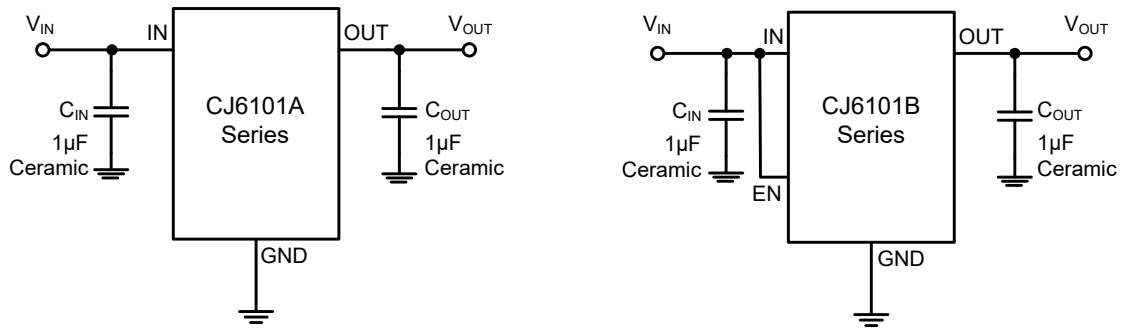 VIN
IN
OUT
VOUT
CIN
1µF
Ceramic
CJ6101A
Series
COUT
1µF
Ceramic
GND
VIN
IN
OUT
VOUT
CIN
1µF
Ceramic
CJ6101B
Series
COUT
1µF
Ceramic
EN
GND